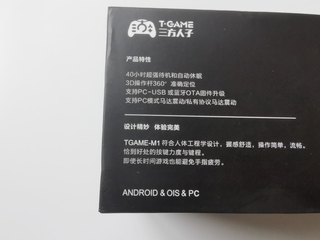 T-GAME
三方人子
产品特性
40小时超强待机和自动休眠
3D操作杆360° 准确定位
支持PC-USB 或蓝牙OTA固件升级
支持PC模式马达震动/私有协议马达震动
设计精妙 体验完美
TGAME-M1 符合人体工程学设计，握感舒适，操作简单，流畅。
恰到好处的按键力度与键程。
即使长时间游戏也能避免手指疲劳。
ANDROID & OIS & PC